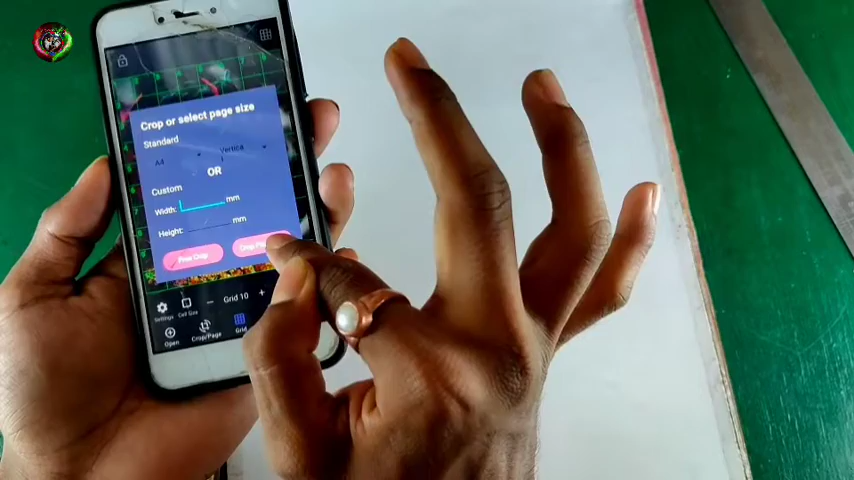 Crop or select page size
Standard
A4 Vertical
OR
Custom
Width: mm
Height: mm
Free Crop Crop
Settings Cell Size - Grid 10 +
Open Crop/Page Grid